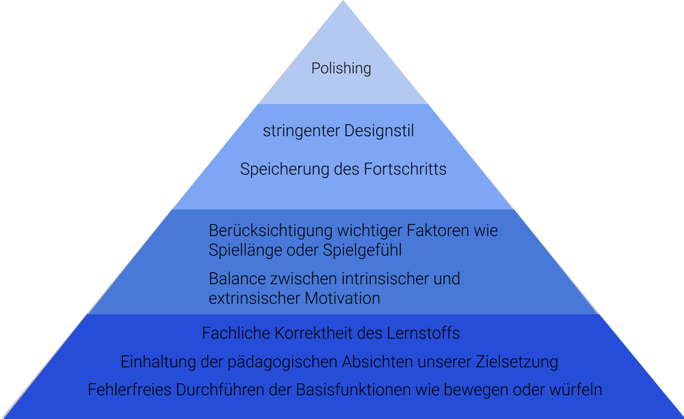 Polishing
stringenter Designstil
Speicherung des Fortschritts
Berücksichtigung wichtiger Faktoren wie
Spiellänge oder Spielgefühl
Balance zwischen intrinsischer und
extrinsischer Motivation
Fachliche Korrektheit des Lernstoffs
Einhaltung der pädagogischen Absichten unserer Zielsetzung
Fehlerfreies Durchführen der Basisfunktionen wie bewegen oder würfeln